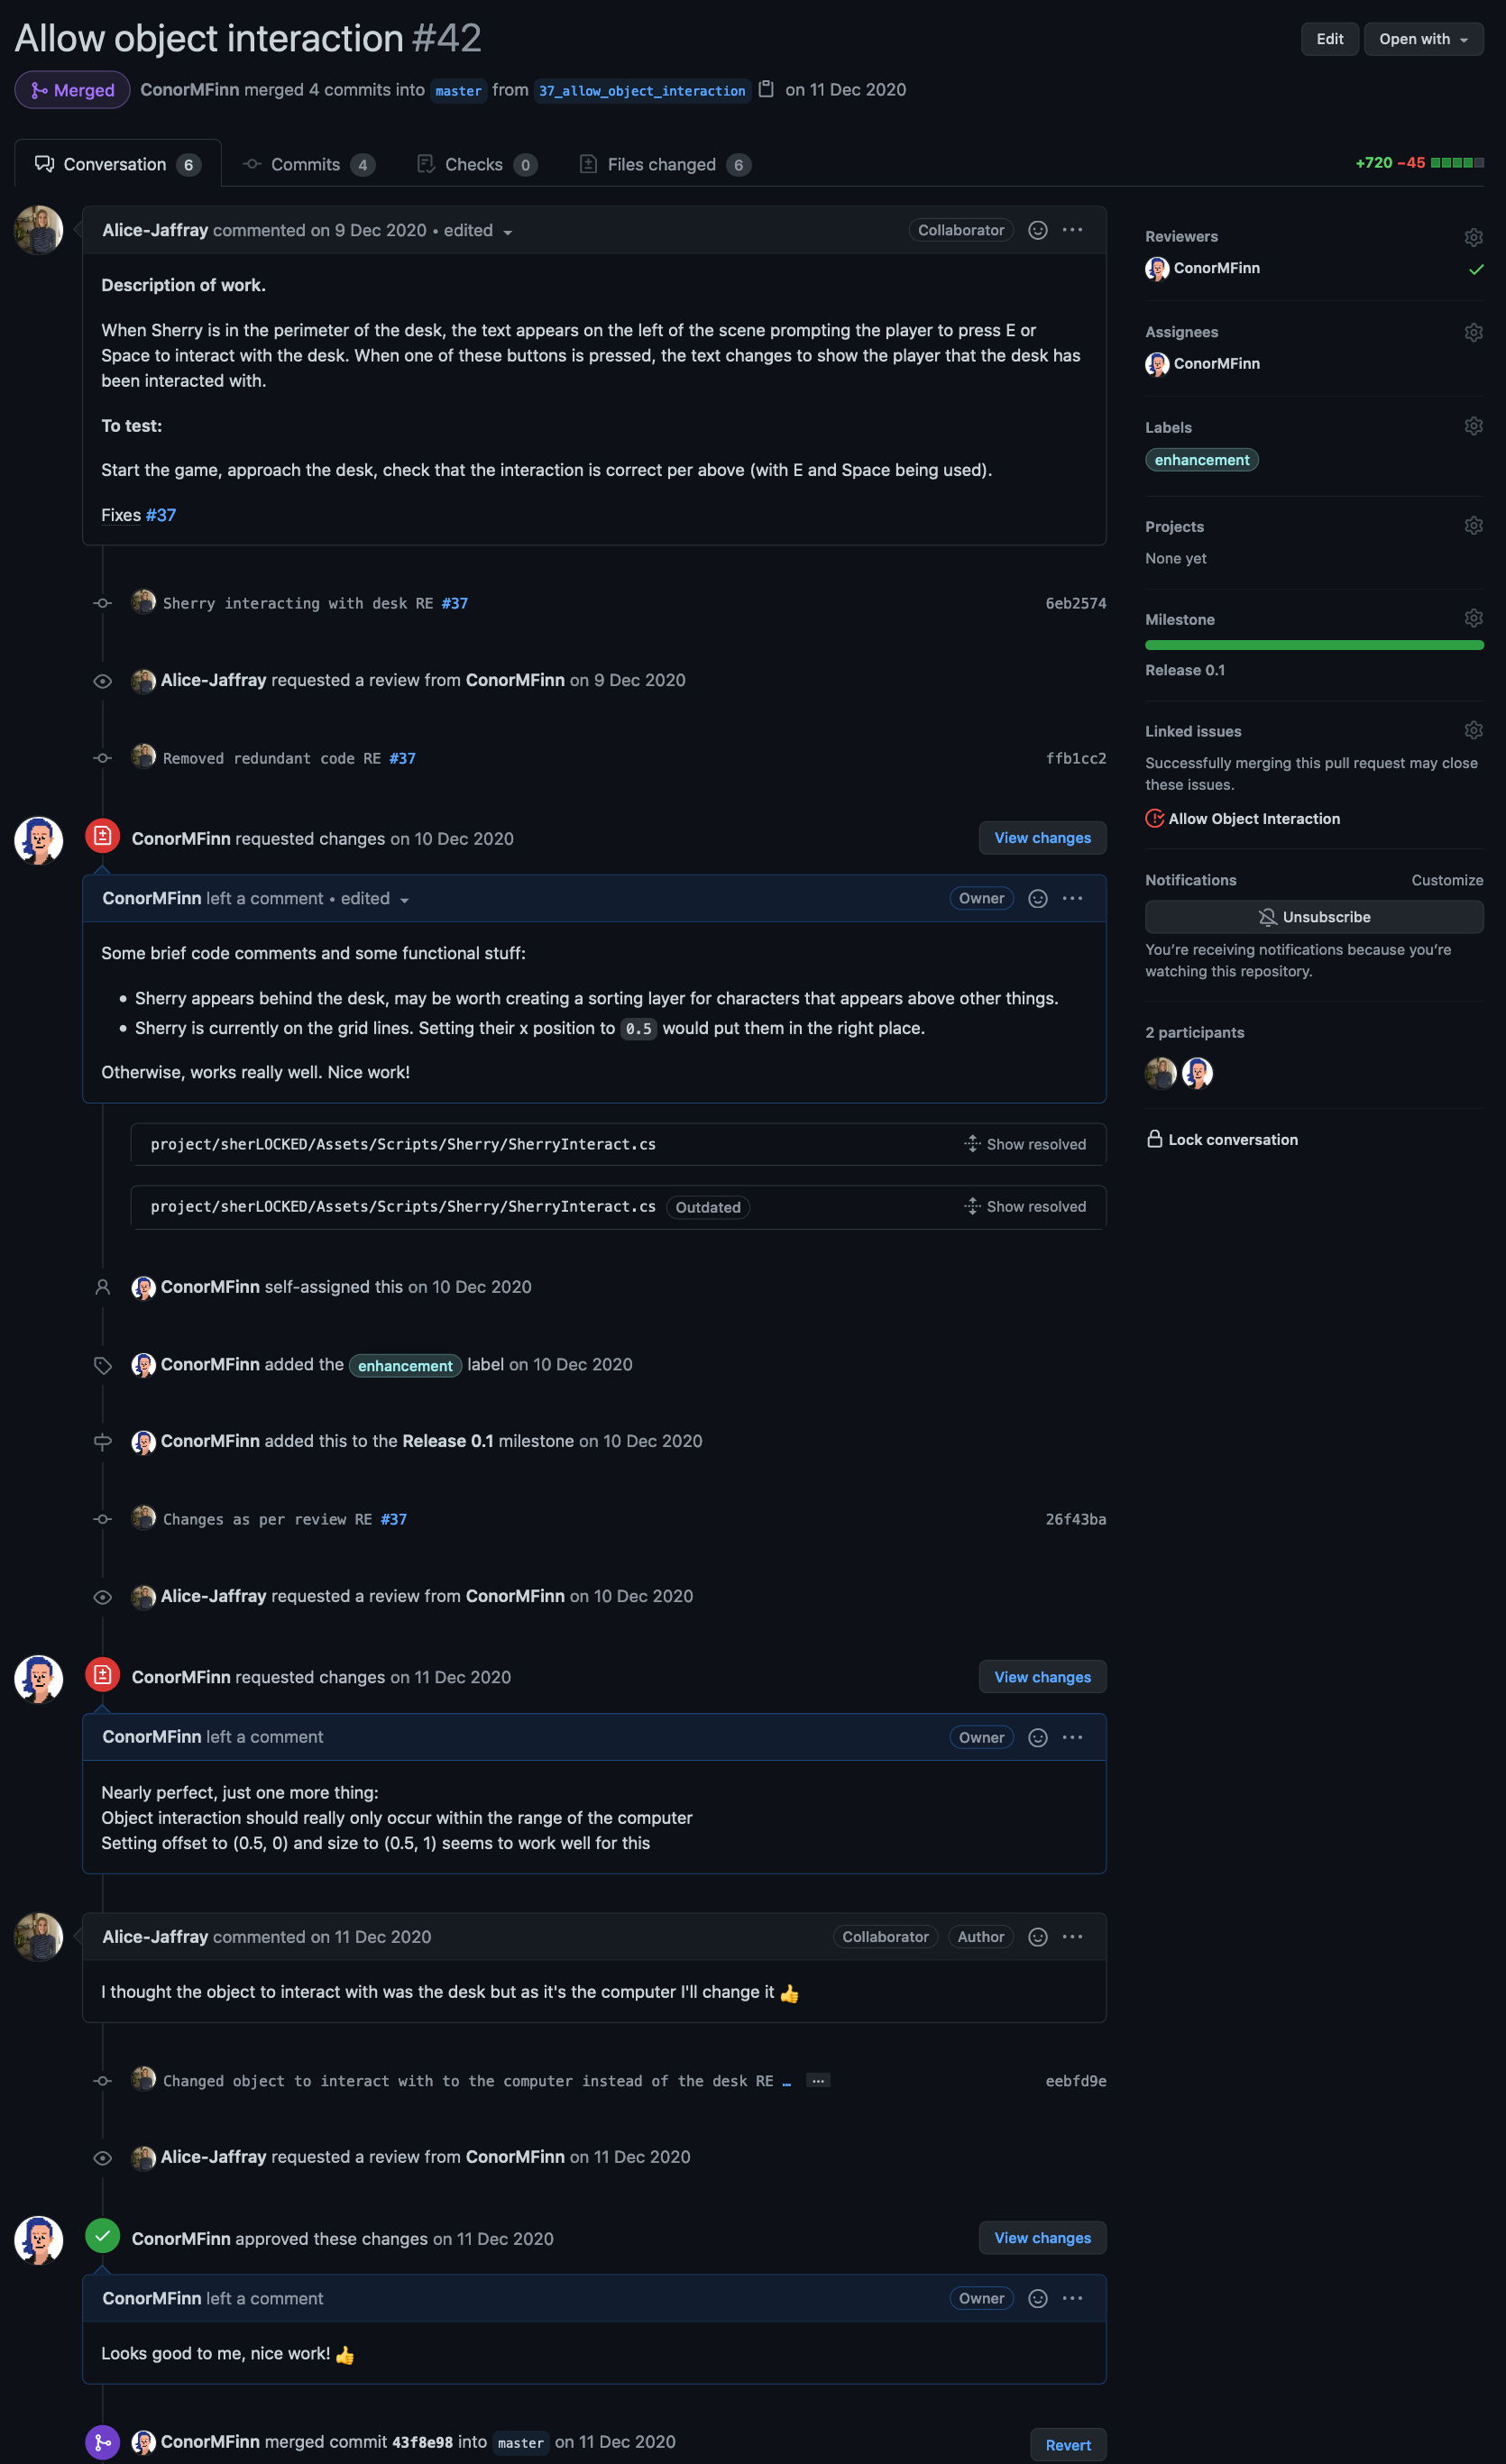 Allow object interaction #42
Edit
Open with
Merged
ConorMFinn merged 4 commits into master from 37_allow_object_interaction on 11 Dec 2020
Conversation 6
Commits 4
Checks 0
Files changed 6
+720 −45
Alice-Jaffray commented on 9 Dec 2020 • edited
Collaborator
Description of work.
When Sherry is in the perimeter of the desk, the text appears on the left of the scene prompting the player to press E or
Space to interact with the desk. When one of these buttons is pressed, the text changes to show the player that the desk has
been interacted with.
To test:
Start the game, approach the desk, check that the interaction is correct per above (with E and Space being used).
Fixes #37
Sherry interacting with desk RE #37
6eb2574
Alice-Jaffray requested a review from ConorMFinn on 9 Dec 2020
Removed redundant code RE #37
ffb1cc2
ConorMFinn requested changes on 10 Dec 2020
View changes
ConorMFinn left a comment • edited
Owner
Some brief code comments and some functional stuff:
• Sherry appears behind the desk, may be worth creating a sorting layer for characters that appears above other things.
• Sherry is currently on the grid lines. Setting their x position to 0.5 would put them in the right place.
Otherwise, works really well. Nice work!
project/sherLOCKED/Assets/Scripts/Sherry/SherryInteract.cs
Show resolved
project/sherLOCKED/Assets/Scripts/Sherry/SherryInteract.cs Outdated
Show resolved
ConorMFinn self-assigned this on 10 Dec 2020
ConorMFinn added the enhancement label on 10 Dec 2020
ConorMFinn added this to the Release 0.1 milestone on 10 Dec 2020
Changes as per review RE #37
26f43ba
Alice-Jaffray requested a review from ConorMFinn on 10 Dec 2020
ConorMFinn requested changes on 11 Dec 2020
View changes
ConorMFinn left a comment
Owner
Nearly perfect, just one more thing:
Object interaction should really only occur within the range of the computer
Setting offset to (0.5, 0) and size to (0.5, 1) seems to work well for this
Alice-Jaffray commented on 11 Dec 2020
Collaborator
Author
I thought the object to interact with was the desk but as it's the computer I'll change it 👍
Changed object to interact with to the computer instead of the desk RE … …
eebfd9e
Alice-Jaffray requested a review from ConorMFinn on 11 Dec 2020
ConorMFinn approved these changes on 11 Dec 2020
View changes
ConorMFinn left a comment
Owner
Looks good to me, nice work! 👍
ConorMFinn merged commit 43f8e98 into master on 11 Dec 2020
Revert
Reviewers
ConorMFinn
Assignees
ConorMFinn
Labels
enhancement
Projects
None yet
Milestone
Release 0.1
Linked issues
Successfully merging this pull request may close
these issues.
Allow Object Interaction
Notifications
Customize
Unsubscribe
You're receiving notifications because you're
watching this repository.
2 participants
Lock conversation